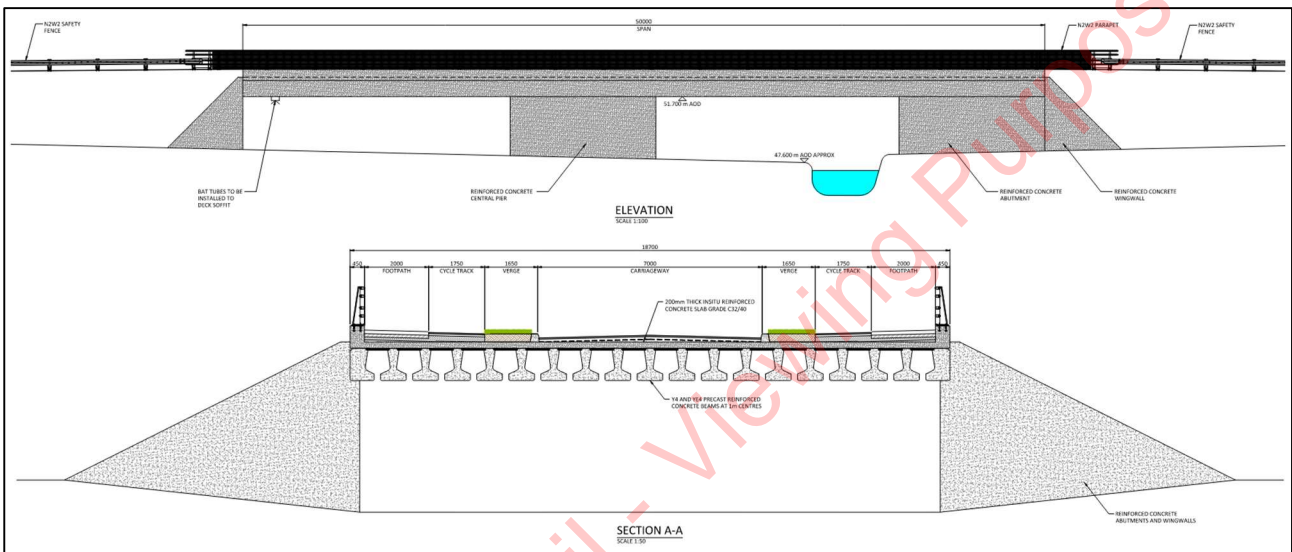 50000
SPAN
N2W2 SAFETY
FENCE
N2W2 PARAPET
N2W2 SAFETY
FENCE
51.700 m AOD
47.600 m AOD APPROX
BAT TUBES TO BE
INSTALLED TO
DECK SOFFIT
REINFORCED CONCRETE
CENTRAL PIER
REINFORCED CONCRETE
ABUTMENT
REINFORCED CONCRETE
WINGWALL
ELEVATION
SCALE 1:100
18700
450 2000 1750 1650 7000 1650 1750 2000 450
FOOTPATH CYCLE TRACK VERGE CARRIAGEWAY VERGE CYCLE TRACK FOOTPATH
200mm THICK INSITU REINFORCED
CONCRETE SLAB GRADE C32/40
Y4 AND YE4 PRECAST REINFORCED
CONCRETE BEAMS AT 1m CENTRES
REINFORCED CONCRETE
ABUTMENTS AND WINGWALLS
SECTION A-A
SCALE 1:50
il - Viewing Purpos